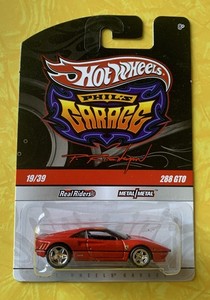 Hot Wheels
PHIL'S
GARAGE
19/39
288 GTO
Real Riders
METAL/METAL